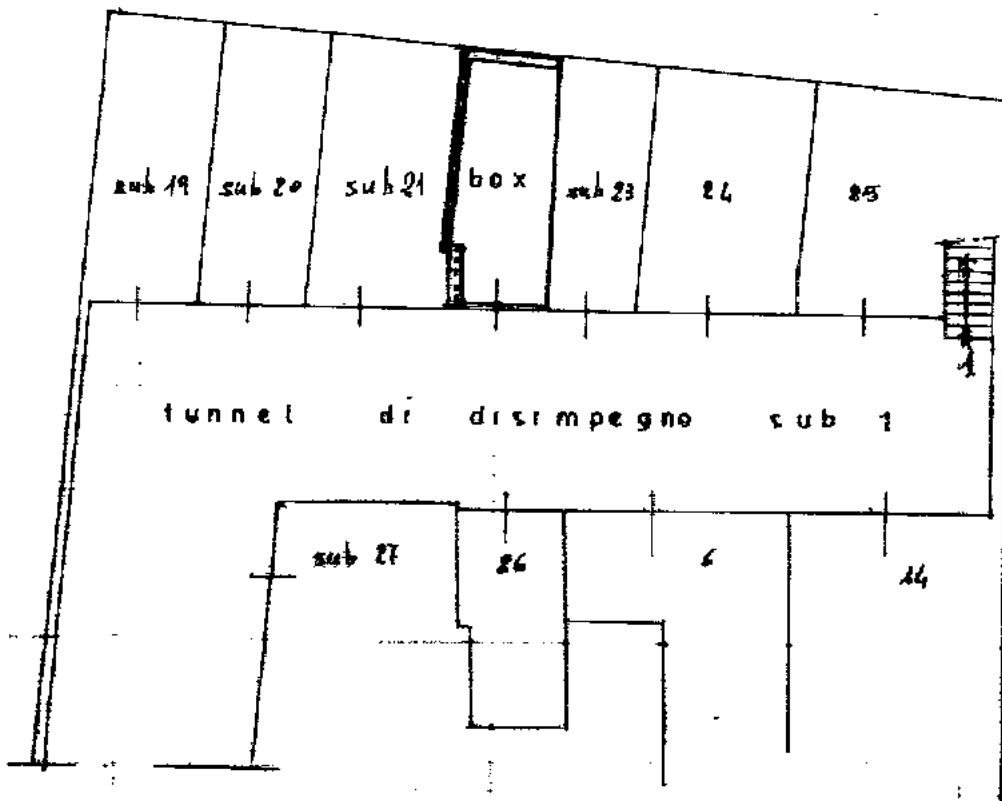 sub 19
sub 20
sub 21
box
sub 23
24
25
tunnel di disimpegno sub 1
sub 27
26
6
14